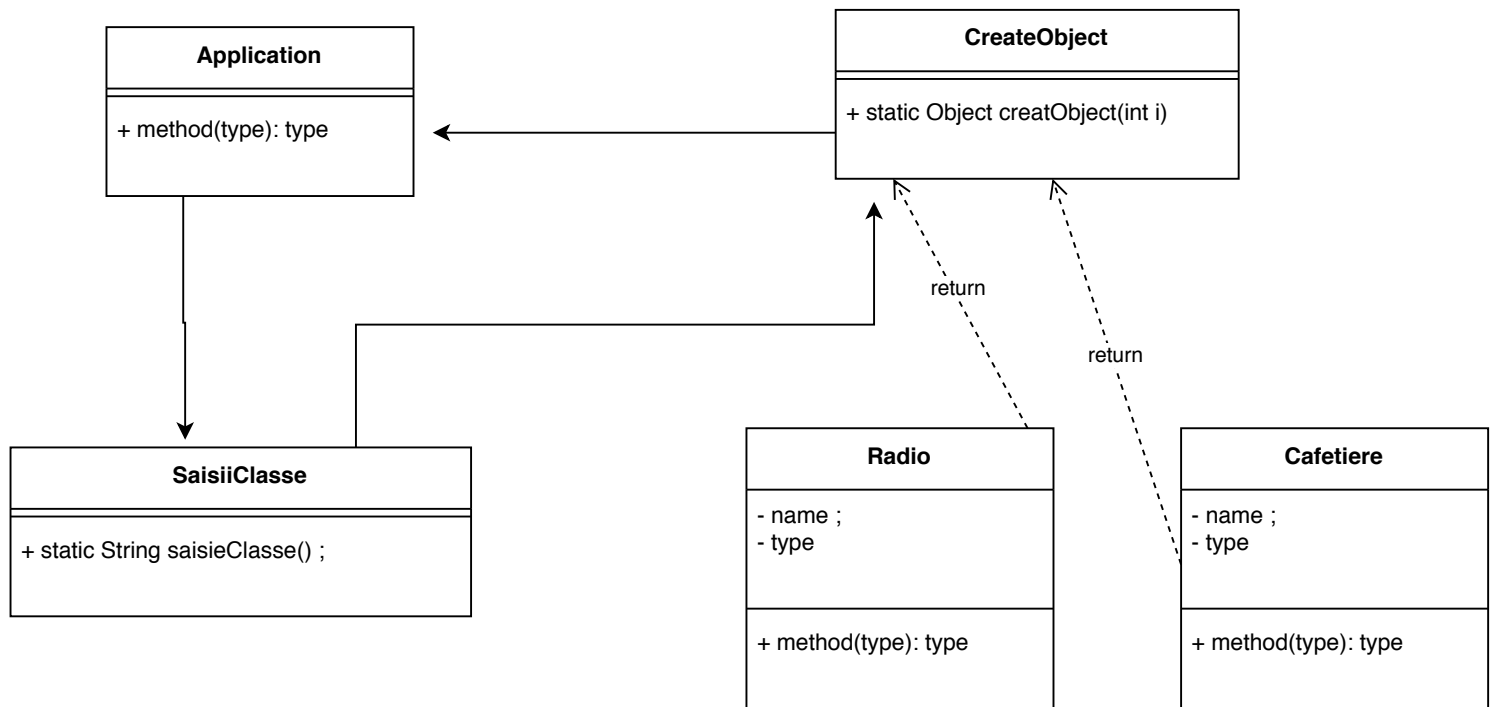 Application
+ method(type): type
CreateObject
+ static Object creatObject(int i)
return
return
SaisiiClasse
+ static String saisieClasse() ;
Radio
- name ;
- type
+ method(type): type
Cafetiere
- name ;
- type
+ method(type): type